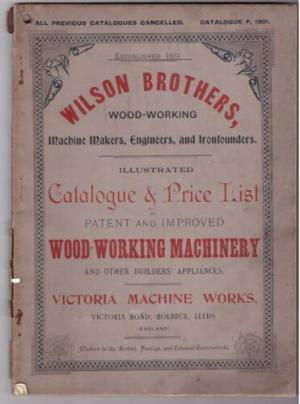 ALL PREVIOUS CATALOGUES CANCELLED. CATALOGUE F, 1901.
ESTABLISHED
WILSON BROTHERS,
WOOD-WORKING
Machine Makers, Engineers, and Ironfounders.
ILLUSTRATED
Catalogue & Price List
OF
PATENT AND IMPROVED
WOOD-WORKING MACHINERY
AND OTHER BUILDERS' APPLIANCES.
VICTORIA MACHINE WORKS,
VICTORIA ROAD, HOLBECK, LEEDS
(ENGLAND)
Makers to the British, Foreign, and Colonial Governments.